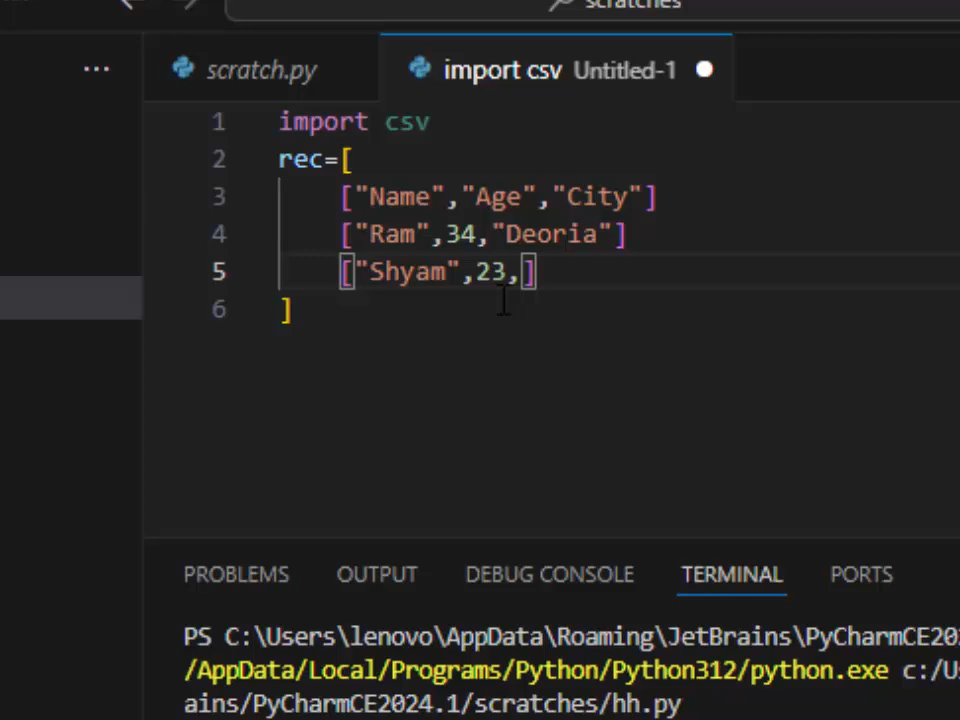 scratches
... scratch.py import csv Untitled-1
1 import csv
2 rec=[
3 ["Name","Age","City"]
4 ["Ram",34,"Deoria"]
5 ["Shyam",23,]
6 ]
PROBLEMS OUTPUT DEBUG CONSOLE TERMINAL PORTS
PS C:\Users\lenovo\AppData\Roaming\JetBrains\PyCharmCE20
/AppData/Local/Programs/Python/Python312/python.exe c:/Us
ains/PyCharmCE2024.1/scratches/hh.py